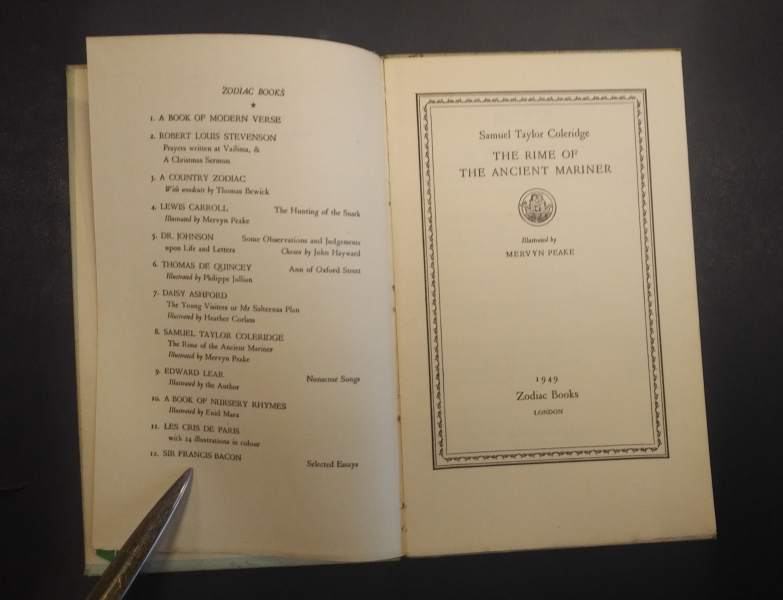 ZODIAC BOOKS
1. A BOOK OF MODERN VERSE
2. ROBERT LOUIS STEVENSON
Prayers written at Vailima, &
A Christmas Sermon
3. A COUNTRY ZODIAC
With woodcuts by Thomas Bewick
4. LEWIS CARROLL The Hunting of the Snark
Illustrated by Mervyn Peake
5. DR. JOHNSON Some Observations and Judgements
upon Life and Letters Chosen by John Hayward
6. THOMAS DE QUINCEY Ann of Oxford Street
Illustrated by Philippe Jullian
7. DAISY ASHFORD
The Young Visiters or Mr Salteenas Plan
Illustrated by Heather Corlass
8. SAMUEL TAYLOR COLERIDGE
The Rime of the Ancient Mariner
Illustrated by Mervyn Peake
9. EDWARD LEAR Nonsense Songs
Illustrated by the Author
10. A BOOK OF NURSERY RHYMES
Illustrated by Enid Marx
11. LES CRIS DE PARIS
with 24 illustrations in colour
12. SIR FRANCIS BACON Selected Essays
Samuel Taylor Coleridge
THE RIME OF
THE ANCIENT MARINER
Illustrated by
MERVYN PEAKE
1949
Zodiac Books
LONDON